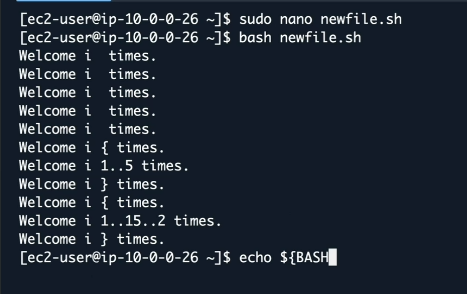 [ec2-user@ip-10-0-0-26 ~]$ sudo nano newfile.sh
[ec2-user@ip-10-0-0-26 ~]$ bash newfile.sh
Welcome i  times.
Welcome i  times.
Welcome i  times.
Welcome i  times.
Welcome i  times.
Welcome i { times.
Welcome i 1..5 times.
Welcome i } times.
Welcome i { times.
Welcome i 1..15..2 times.
Welcome i } times.
[ec2-user@ip-10-0-0-26 ~]$ echo ${BASH